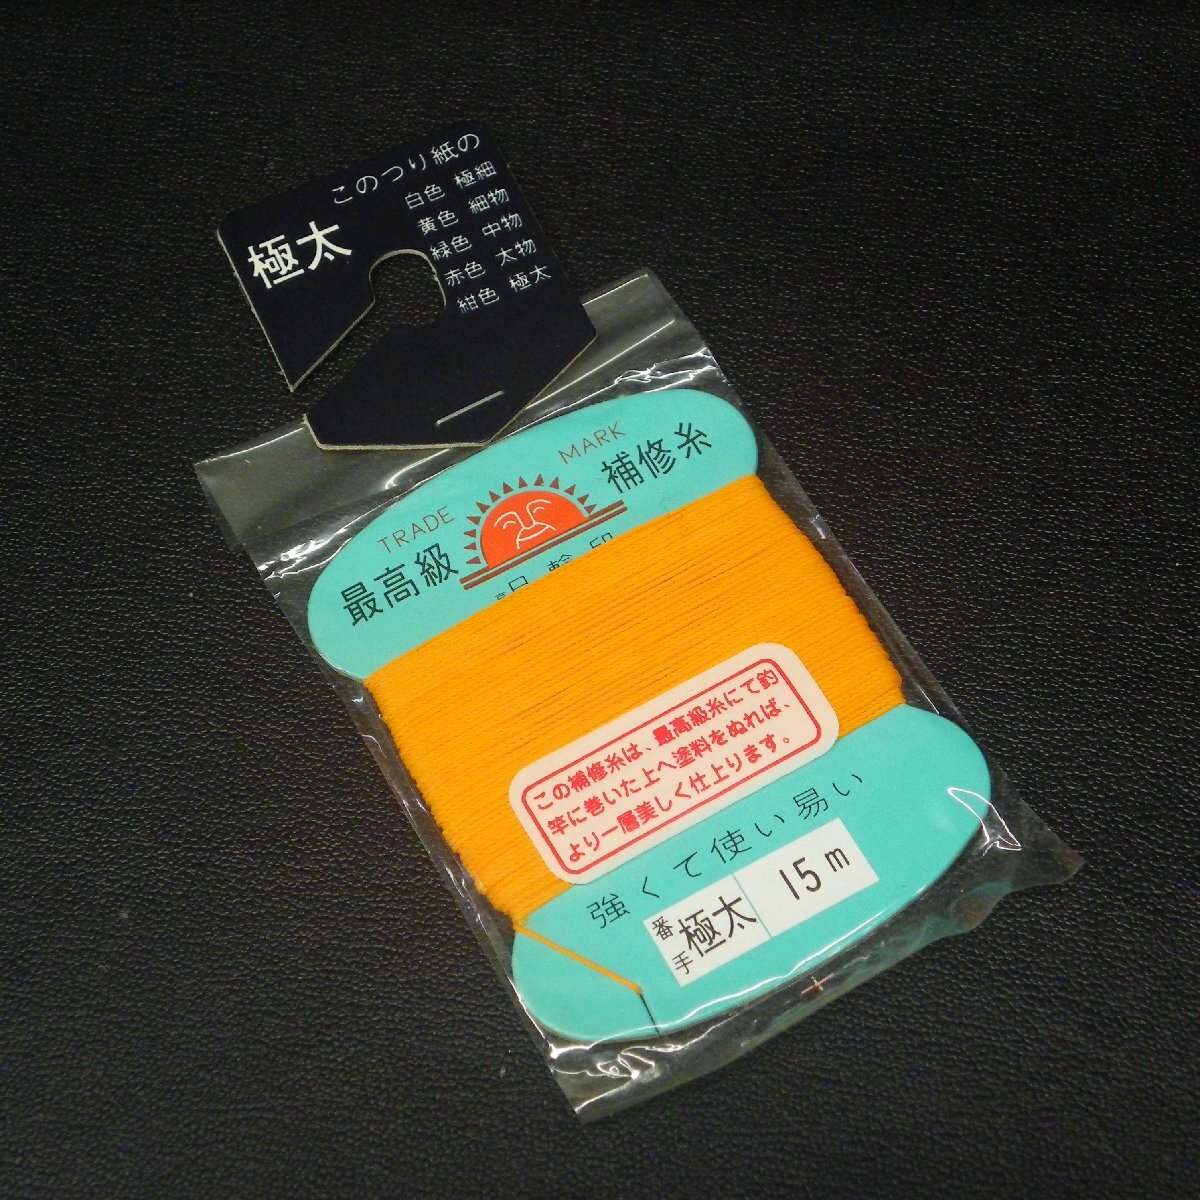 このつり紙の
極太
白色 極細
黄色 細物
緑色 中物
赤色 太物
紺色 極太
TRADE MARK
最高級 補修糸
日輪印
この補修糸は、最高級糸にて釣
竿に巻いた上へ塗料をぬれば、
より一層美しく仕上ります。
強くて使い易い
番手 極太 15m